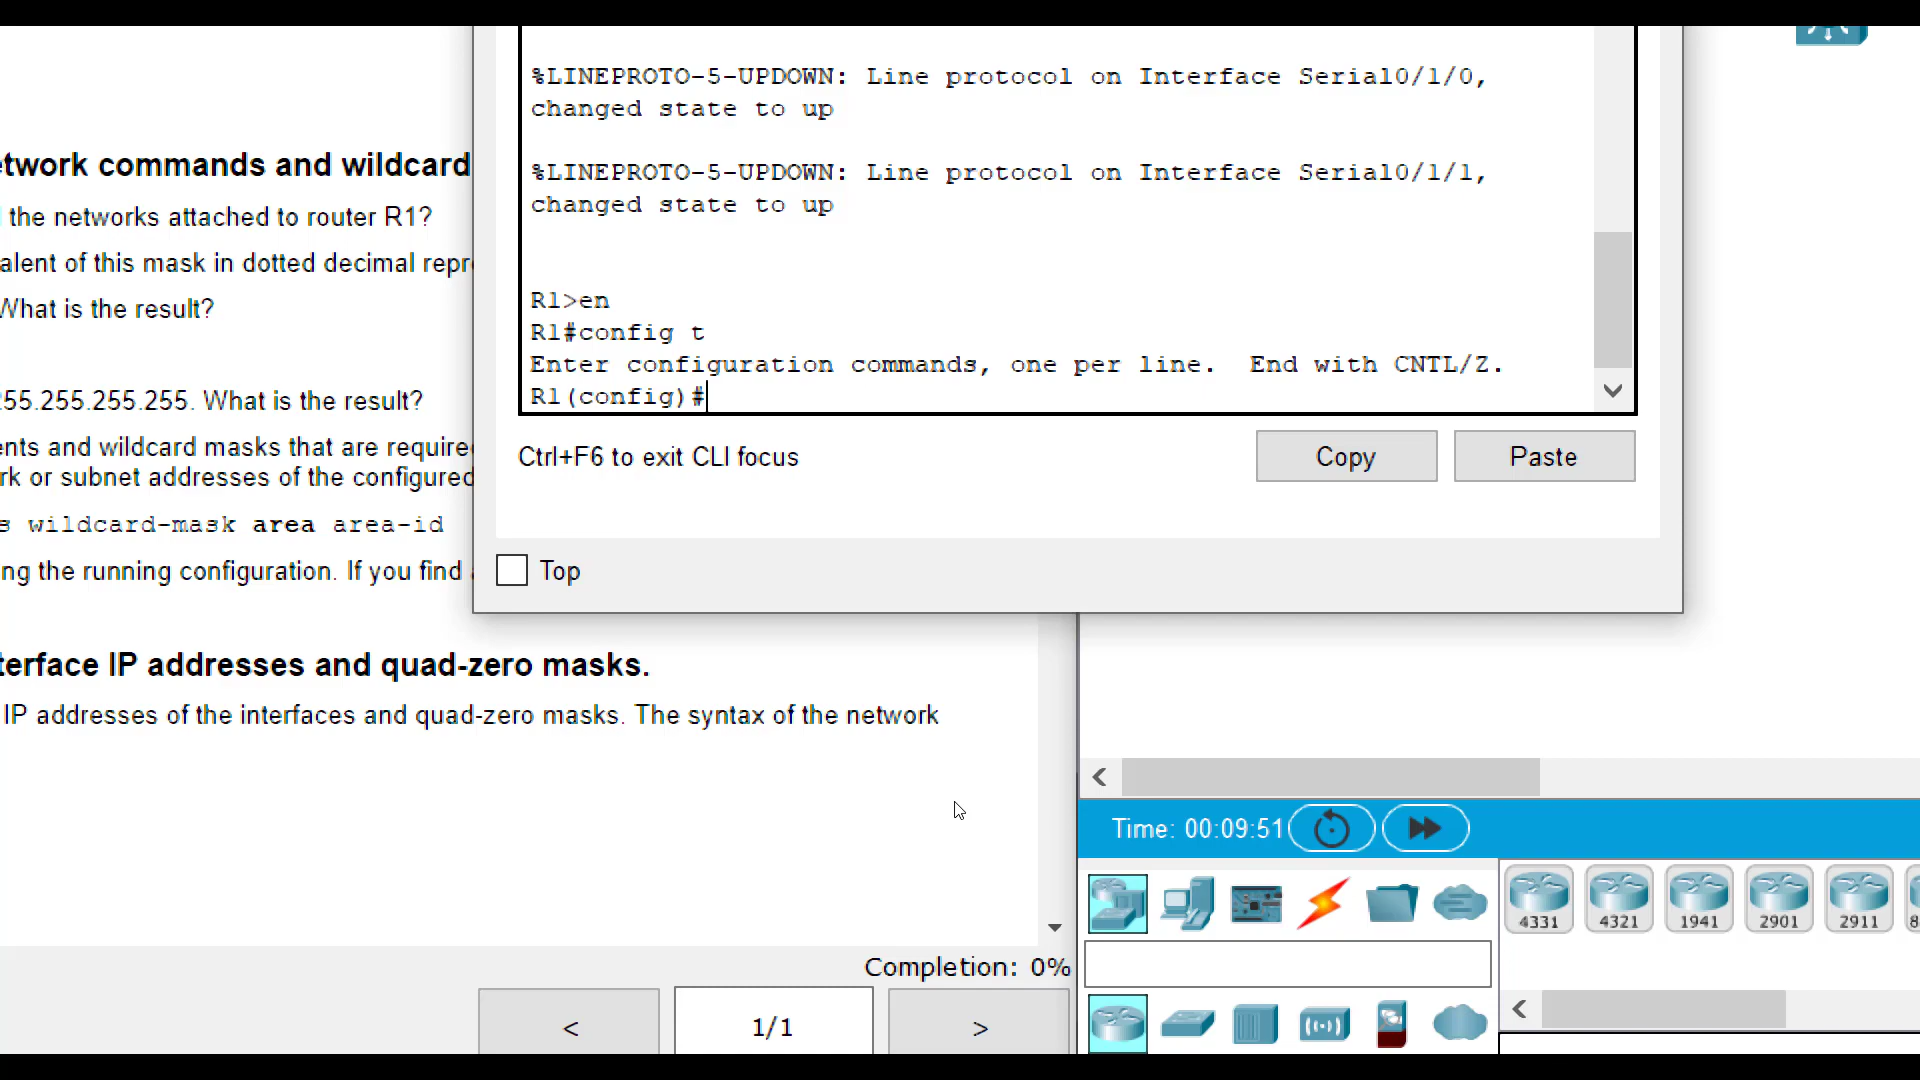 %LINEPROTO-5-UPDOWN: Line protocol on Interface Serial0/1/0,
changed state to up
%LINEPROTO-5-UPDOWN: Line protocol on Interface Serial0/1/1,
changed state to up
R1>en
R1#config t
Enter configuration commands, one per line.  End with CNTL/Z.
R1(config)#
Ctrl+F6 to exit CLI focus
Copy
Paste
Top
etwork commands and wildcard
the networks attached to router R1?
alent of this mask in dotted decimal repr
What is the result?
55.255.255.255. What is the result?
ents and wildcard masks that are require
rk or subnet addresses of the configured
s wildcard-mask area area-id
ng the running configuration. If you find
terface IP addresses and quad-zero masks.
IP addresses of the interfaces and quad-zero masks. The syntax of the network
Completion: 0%
<
1/1
>
Time: 00:09:51
4331
4321
1941
2901
2911